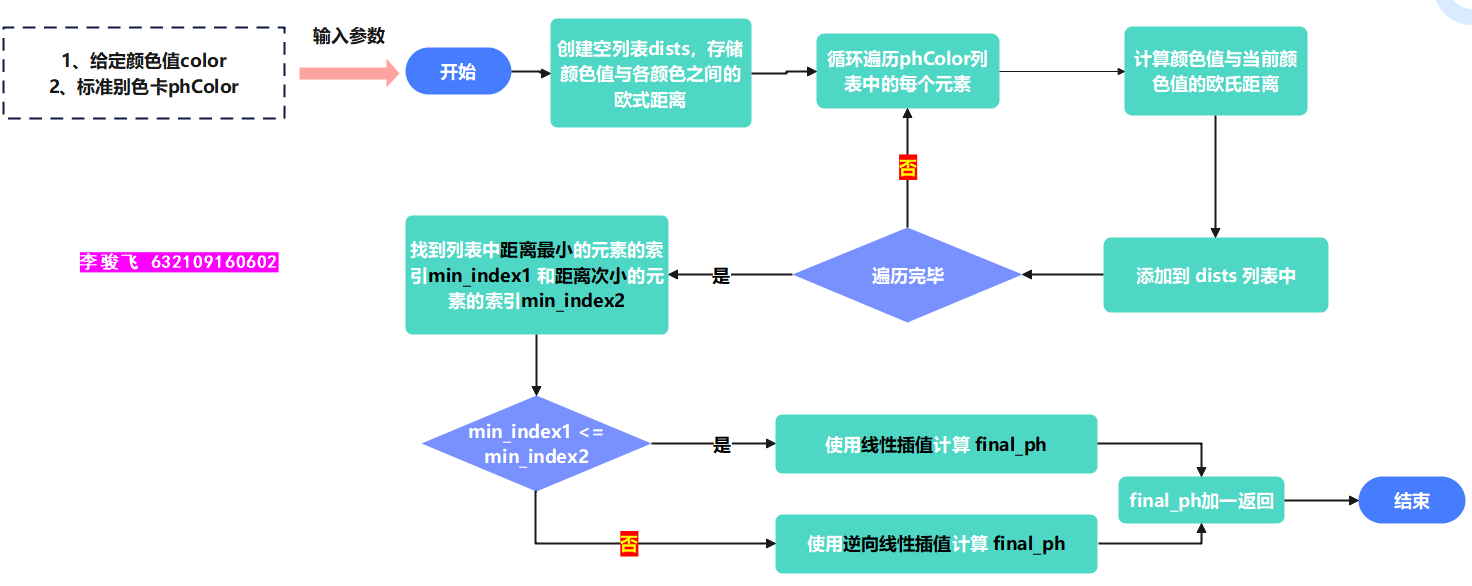 输入参数
1、给定颜色值color
2、标准别色卡phColor
开始
创建空列表dists，存储
颜色值与各颜色之间的
欧式距离
循环遍历phColor列
表中的每个元素
计算颜色值与当前颜
色值的欧氏距离
否
添加到 dists 列表中
遍历完毕
是
找到列表中距离最小的元素的索
引min_index1 和距离次小的元
素的索引min_index2
李骏飞 632109160602
min_index1 <=
min_index2
是
使用线性插值计算 final_ph
否
使用逆向线性插值计算 final_ph
final_ph加一返回
结束